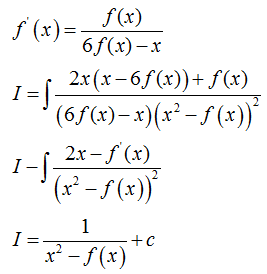 f'(x) = f(x) / (6f(x) − x)
I = ∫ (2x(x − 6f(x)) + f(x)) / ((6f(x) − x)(x² − f(x))²)
I − ∫ (2x − f'(x)) / (x² − f(x))²
I = 1 / (x² − f(x)) + c